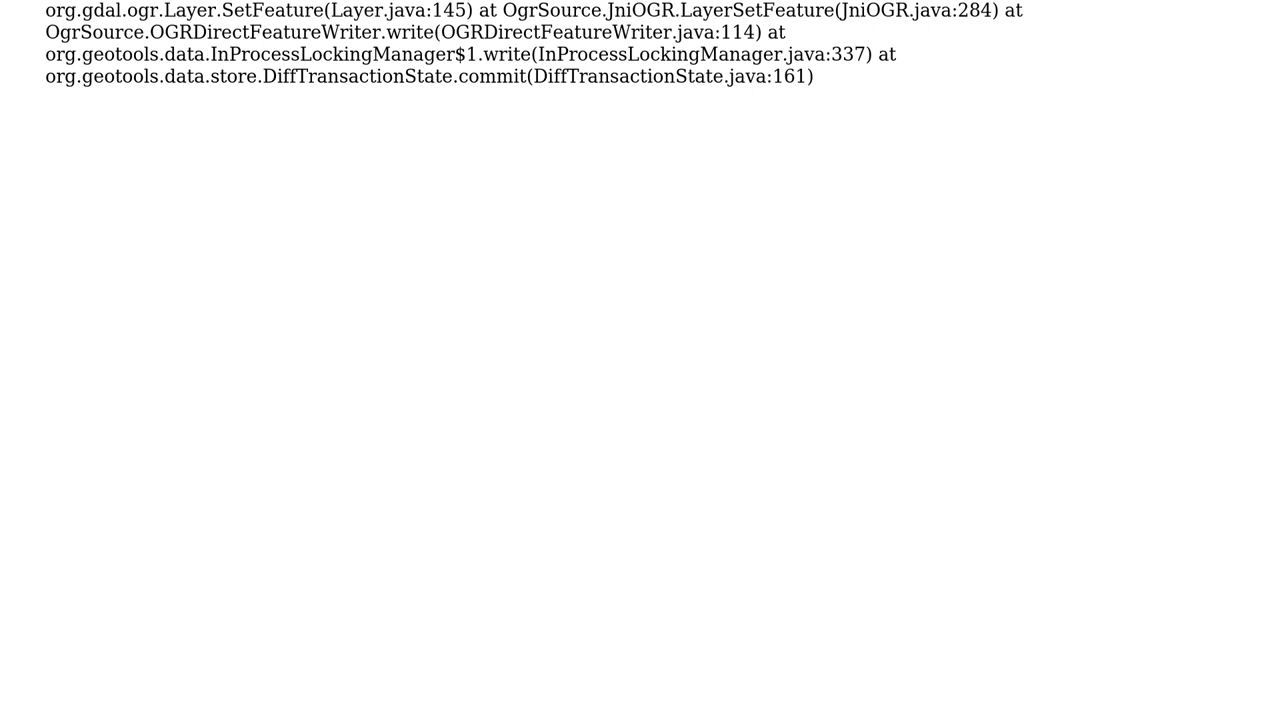 org.gdal.ogr.Layer.SetFeature(Layer.java:145) at OgrSource.JniOGR.LayerSetFeature(JniOGR.java:284) at
OgrSource.OGRDirectFeatureWriter.write(OGRDirectFeatureWriter.java:114) at
org.geotools.data.InProcessLockingManager$1.write(InProcessLockingManager.java:337) at
org.geotools.data.store.DiffTransactionState.commit(DiffTransactionState.java:161)